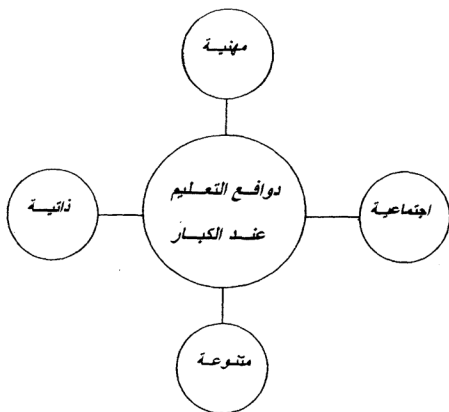 مهنية
دوافع التعليم
عند الكبار
اجتماعية
ذاتية
متنوعة